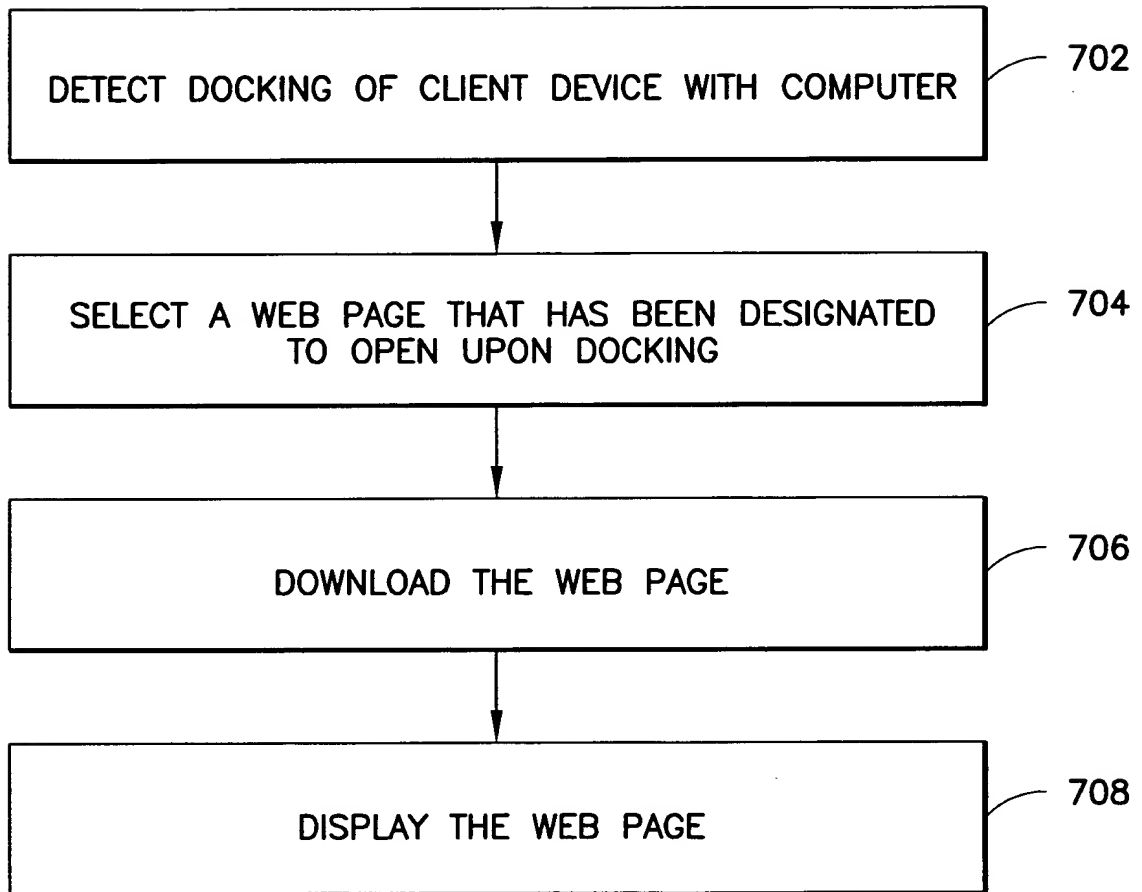 DETECT DOCKING OF CLIENT DEVICE WITH COMPUTER
702
SELECT A WEB PAGE THAT HAS BEEN DESIGNATED
TO OPEN UPON DOCKING
704
DOWNLOAD THE WEB PAGE
706
DISPLAY THE WEB PAGE
708